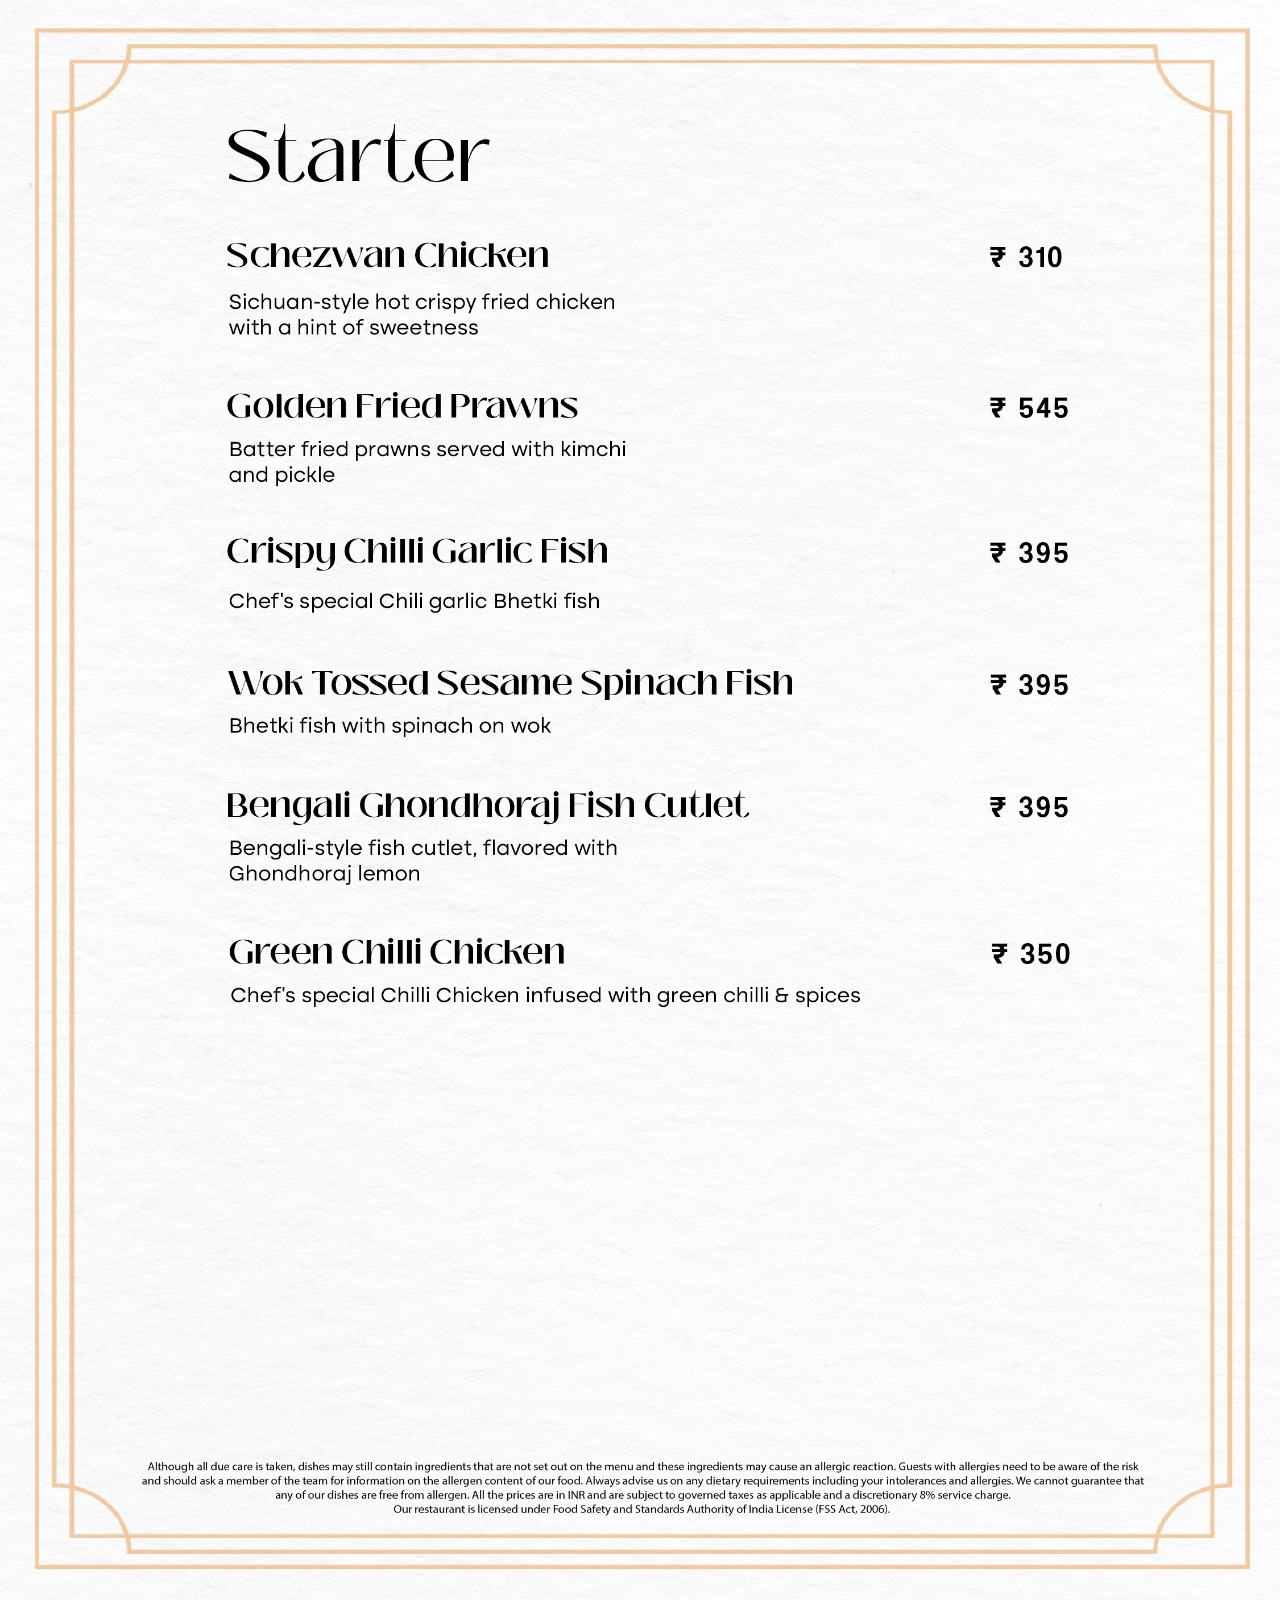 Starter
Schezwan Chicken ₹ 310
Sichuan-style hot crispy fried chicken
with a hint of sweetness
Golden Fried Prawns ₹ 545
Batter fried prawns served with kimchi
and pickle
Crispy Chilli Garlic Fish ₹ 395
Chef's special Chili garlic Bhetki fish
Wok Tossed Sesame Spinach Fish ₹ 395
Bhetki fish with spinach on wok
Bengali Ghondhoraj Fish Cutlet ₹ 395
Bengali-style fish cutlet, flavored with
Ghondhoraj lemon
Green Chilli Chicken ₹ 350
Chef's special Chilli Chicken infused with green chilli & spices
Although all due care is taken, dishes may still contain ingredients that are not set out on the menu and these ingredients may cause an allergic reaction. Guests with allergies need to be aware of the risk
and should ask a member of the team for information on the allergen content of our food. Always advise us on any dietary requirements including your intolerances and allergies. We cannot guarantee that
any of our dishes are free from allergen. All the prices are in INR and are subject to governed taxes as applicable and a discretionary 8% service charge.
Our restaurant is licensed under Food Safety and Standards Authority of India License (FSS Act, 2006).